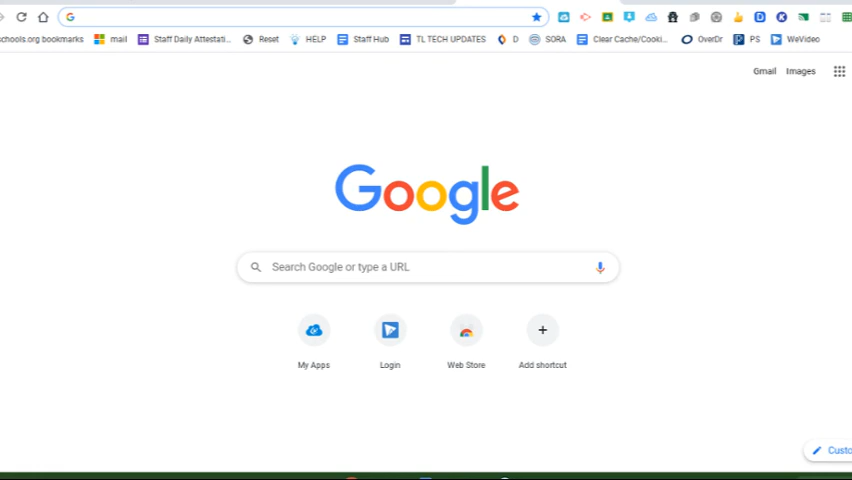 schools.org bookmarks mail Staff Daily Attestati... Reset HELP Staff Hub TL TECH UPDATES D SORA Clear Cache/Cooki... OverDr PS WeVideo
Gmail Images
Google
Search Google or type a URL
My Apps Login Web Store Add shortcut
Custo